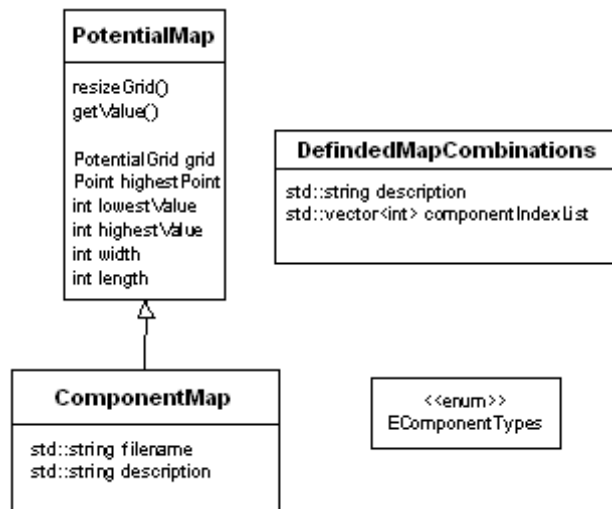 PotentialMap
resizeGrid()
getValue()
PotentialGrid grid
Point highestPoint
int lowestValue
int highestValue
int width
int length
DefindedMapCombinations
std::string description
std::vector<int> componentIndexList
ComponentMap
std::string filename
std::string description
<<enum>>
EComponentTypes